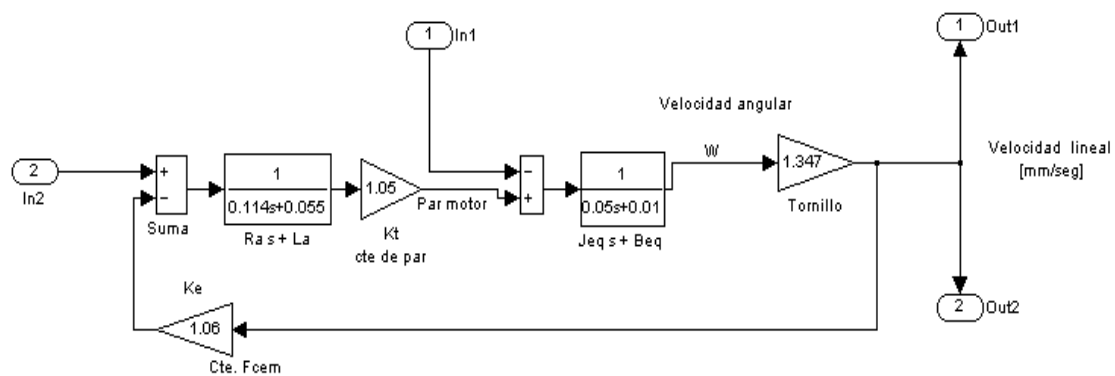 1
Out1
1
In1
Velocidad angular
2
In2
+
−
Suma
1
0.114s+0.055
Ra s + La
1.05
Kt
cte de par
Par motor
−
+
1
0.05s+0.01
Jeq s + Beq
W
1.347
Tornillo
Velocidad lineal
[mm/seg]
2
Out2
Ke
1.06
Cte. Fcem